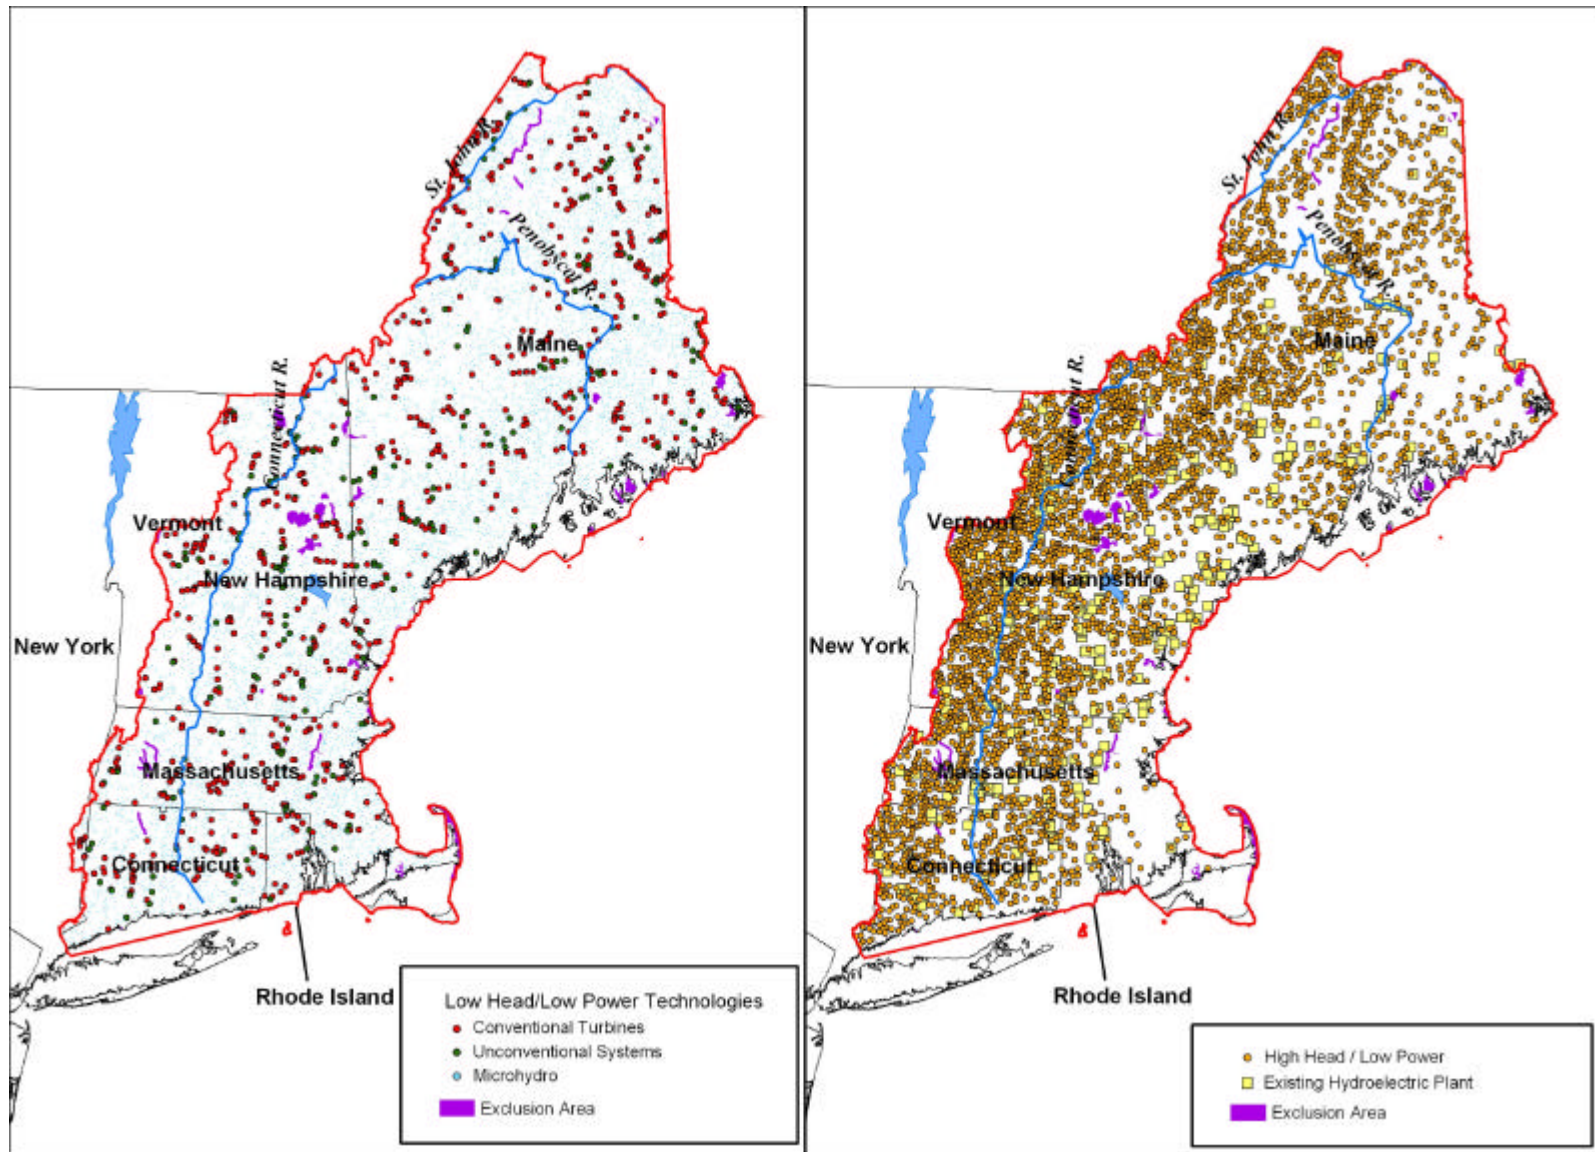 St. John R.
Penobscot R.
Maine
Connecticut R.
Vermont
New Hampshire
New York
Massachusetts
Connecticut
Rhode Island
Low Head/Low Power Technologies
Conventional Turbines
Unconventional Systems
Microhydro
Exclusion Area
St. John R.
Penobscot R.
Maine
Connecticut R.
Vermont
New Hampshire
New York
Massachusetts
Connecticut
Rhode Island
High Head / Low Power
Existing Hydroelectric Plant
Exclusion Area